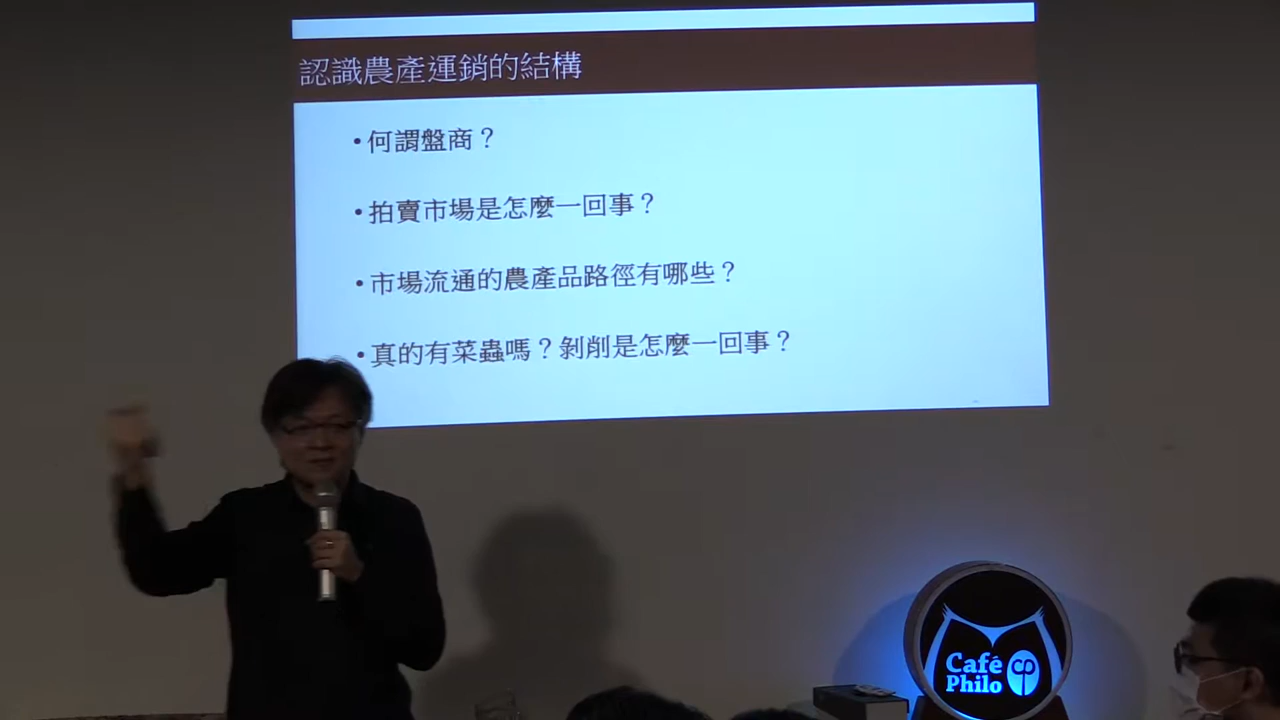 認識農產運銷的結構
•何謂盤商？
•拍賣市場是怎麼一回事？
•市場流通的農產品路徑有哪些？
•真的有菜蟲嗎？剝削是怎麼一回事？
Café
Philo